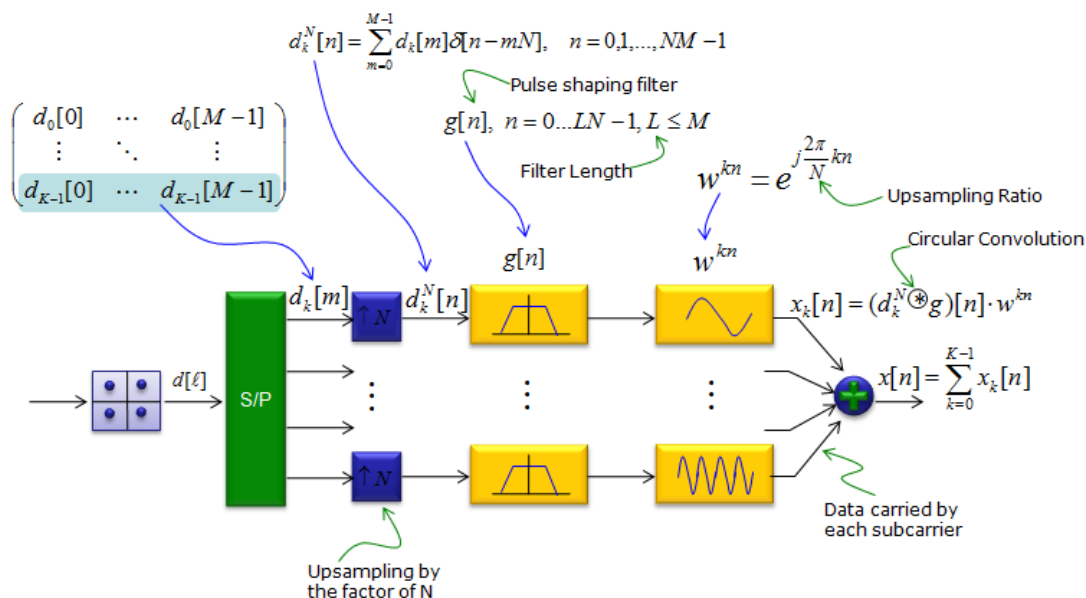 d_k^N[n] = ∑_{m=0}^{M-1} d_k[m]δ[n-mN], n = 0,1,...,NM-1
Pulse shaping filter
g[n], n = 0...LN-1, L ≤ M
Filter Length
d_0[0] ⋯ d_0[M-1]
⋮ ⋱ ⋮
d_{K-1}[0] ⋯ d_{K-1}[M-1]
w^{kn} = e^{j\frac{2π}{N}kn}
Upsampling Ratio
Circular Convolution
g[n]
w^{kn}
d_k[m]
↑N
d_k^N[n]
x_k[n] = (d_k^N ⊛ g)[n]·w^{kn}
d[ℓ]
S/P
⋮
⋮
⋮
x[n] = ∑_{k=0}^{K-1} x_k[n]
↑N
Data carried by
each subcarrier
Upsampling by
the factor of N